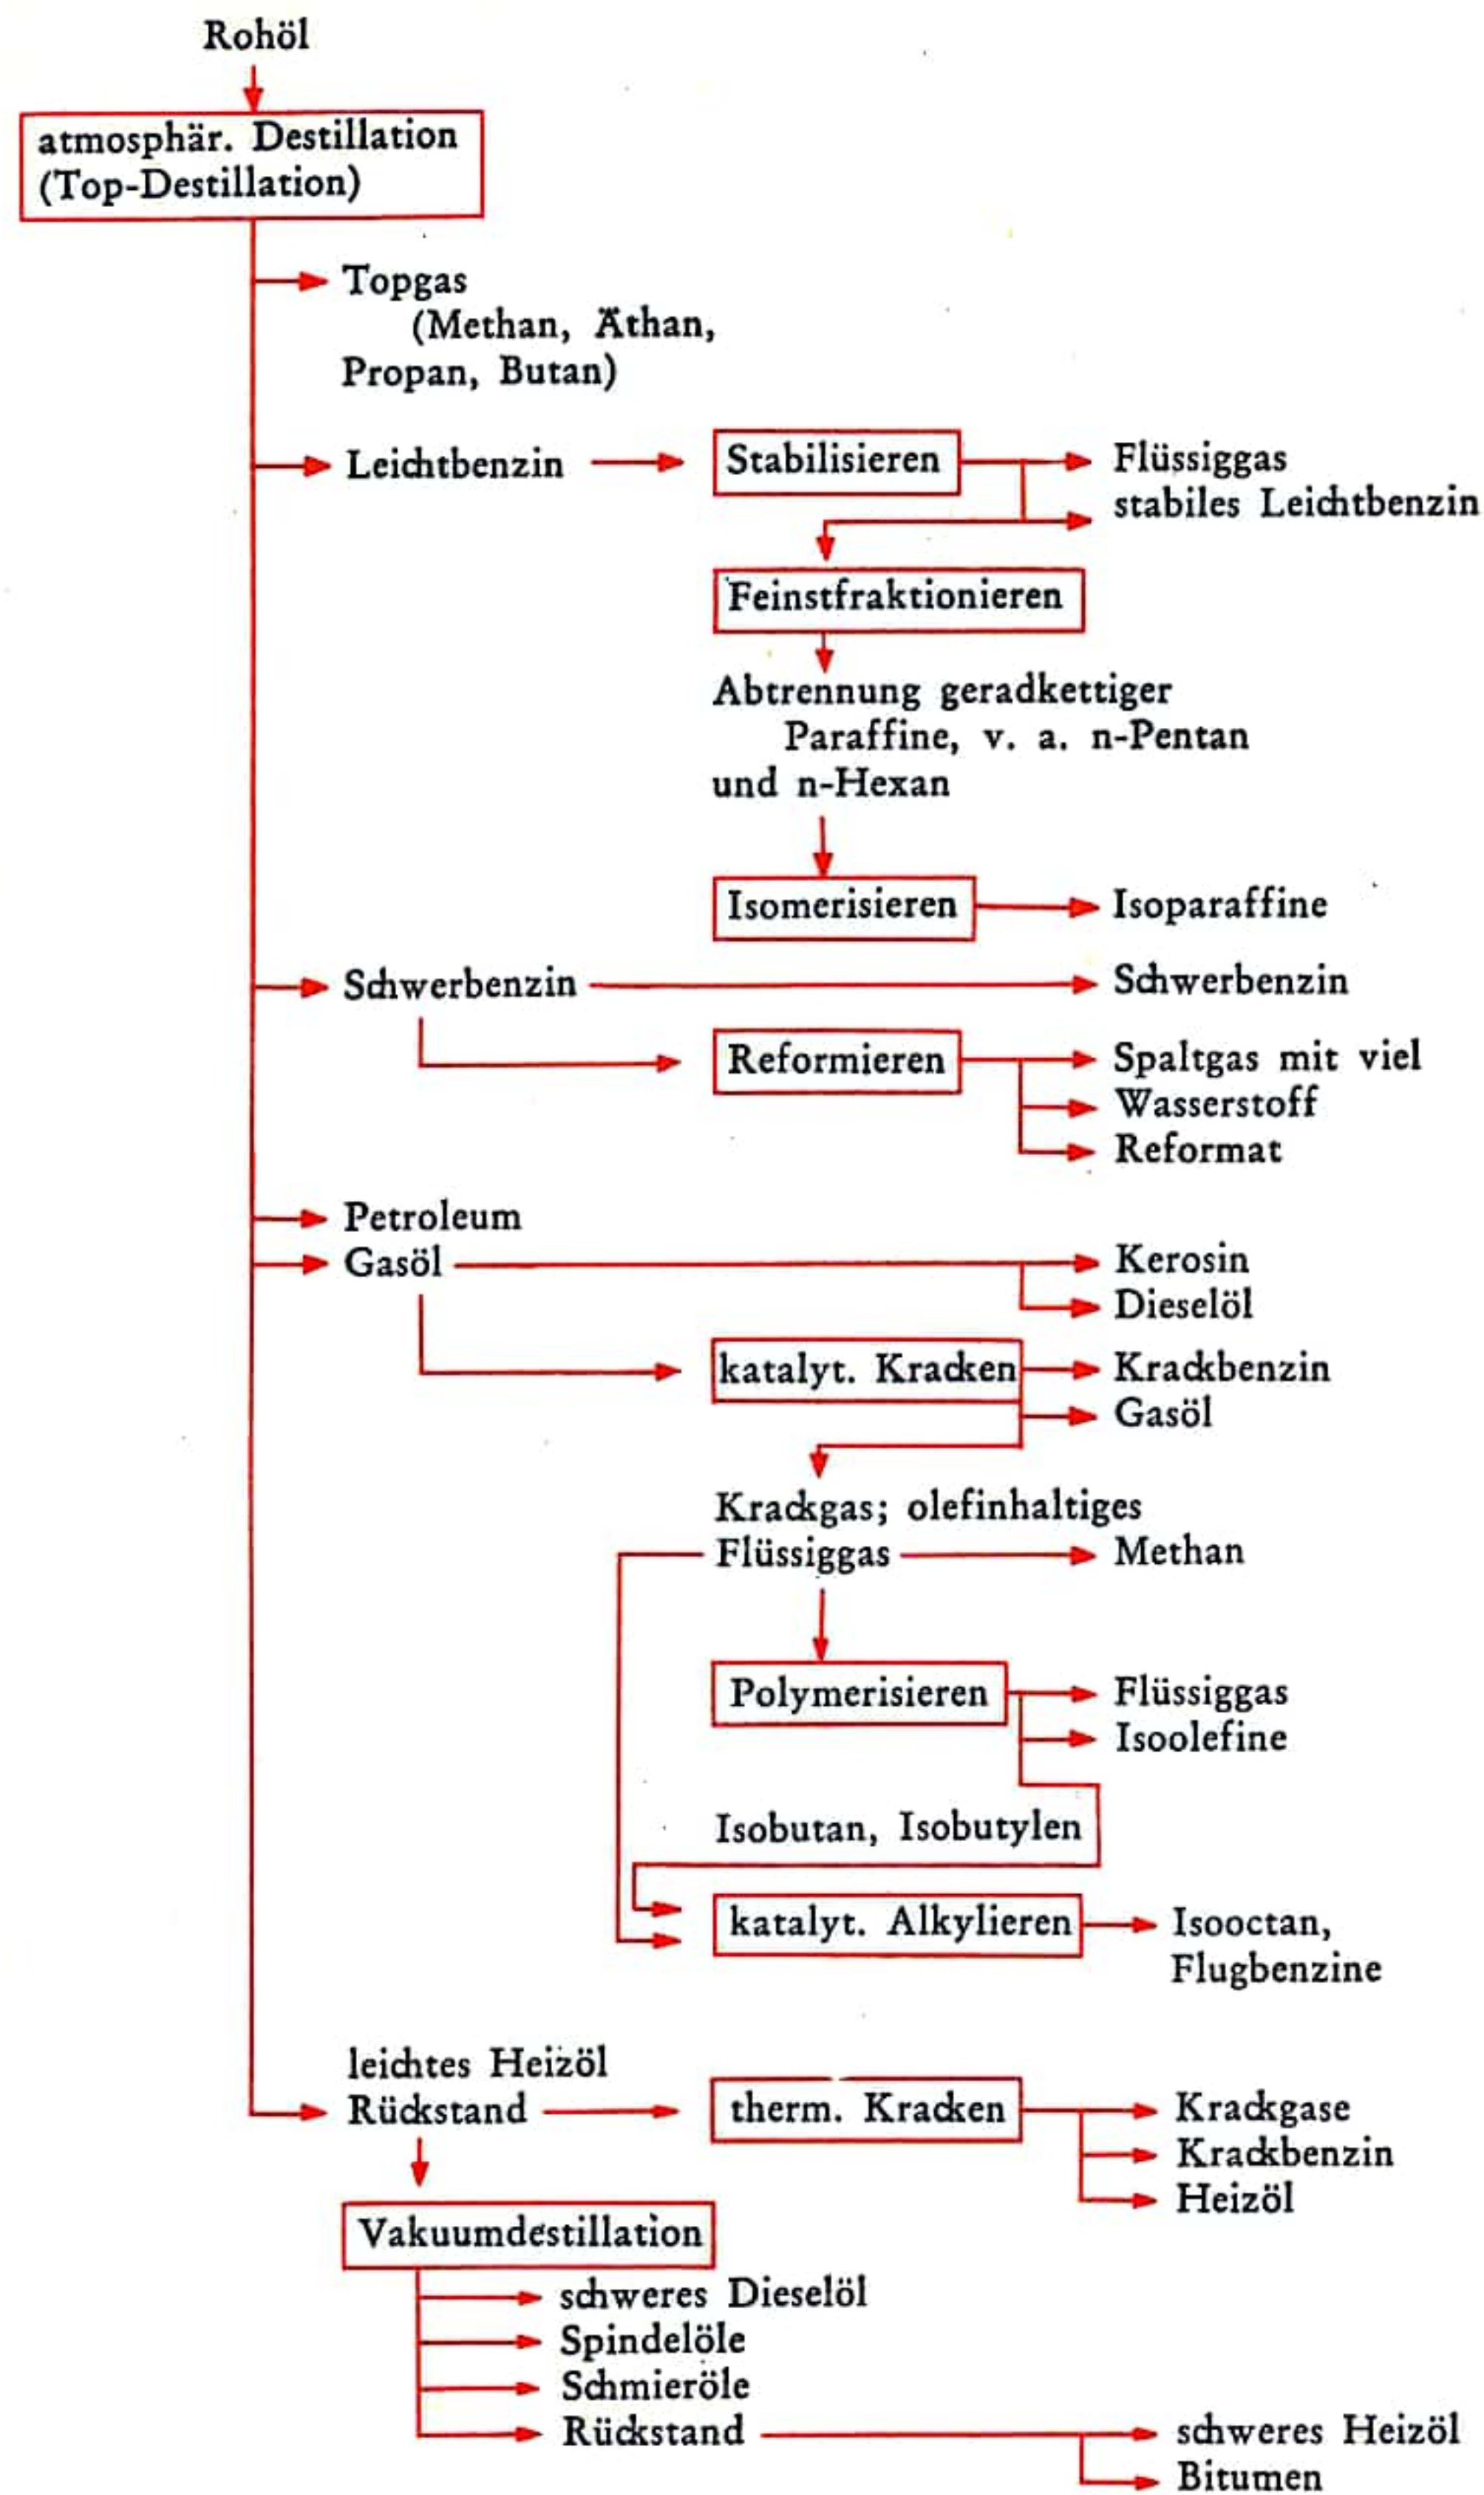 Rohöl
atmosphär. Destillation
(Top-Destillation)
Topgas
(Methan, Äthan,
Propan, Butan)
Leichtbenzin
Stabilisieren
Flüssiggas
stabiles Leichtbenzin
Feinstfraktionieren
Abtrennung geradkettiger
Paraffine, v. a. n-Pentan
und n-Hexan
Isomerisieren
Isoparaffine
Schwerbenzin
Schwerbenzin
Reformieren
Spaltgas mit viel
Wasserstoff
Reformat
Petroleum
Gasöl
Kerosin
Dieselöl
katalyt. Kracken
Krackbenzin
Gasöl
Krackgas; olefinhaltiges
Flüssiggas
Methan
Polymerisieren
Flüssiggas
Isoolefine
Isobutan, Isobutylen
katalyt. Alkylieren
Isooctan,
Flugbenzine
leichtes Heizöl
Rückstand
therm. Kracken
Krackgase
Krackbenzin
Heizöl
Vakuumdestillation
schweres Dieselöl
Spindelöle
Schmieröle
Rückstand
schweres Heizöl
Bitumen